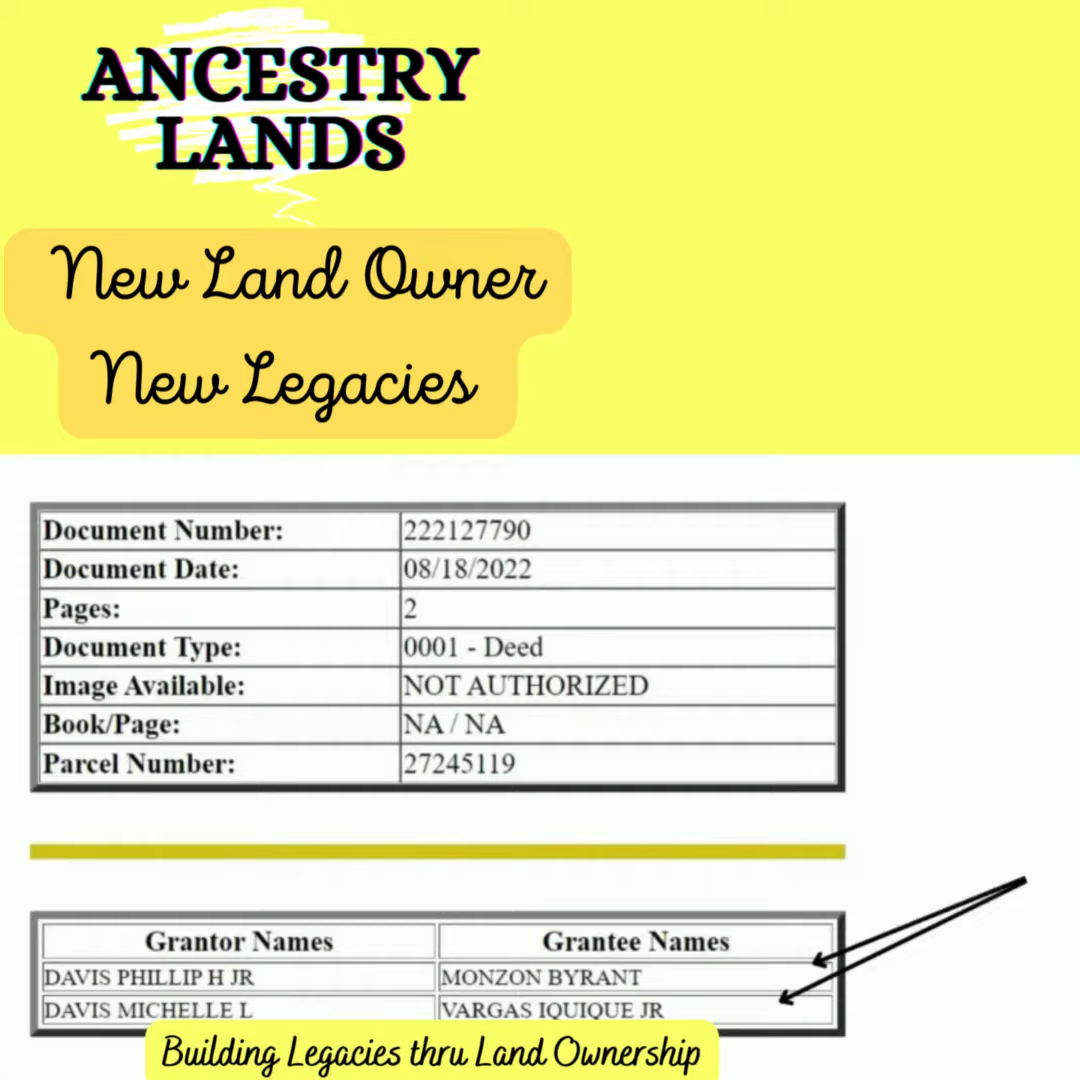 ANCESTRY
LANDS
New Land Owner
New Legacies
Document Number: 222127790
Document Date: 08/18/2022
Pages: 2
Document Type: 0001 - Deed
Image Available: NOT AUTHORIZED
Book/Page: NA / NA
Parcel Number: 27245119
Grantor Names Grantee Names
DAVIS PHILLIP H JR MONZON BYRANT
DAVIS MICHELLE L VARGAS IQUIQUE JR
Building Legacies thru Land Ownership